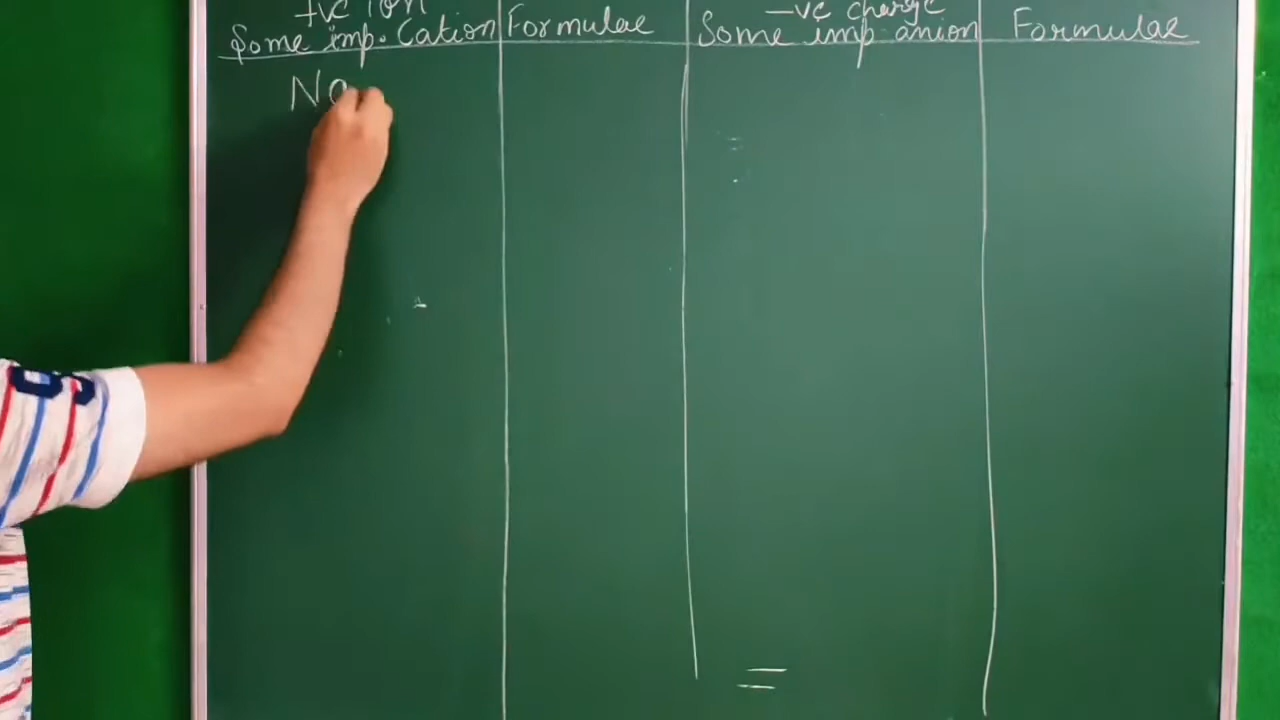 +ve ion -ve charge
Some imp. Cation Formulae Some imp anion Formulae
Na